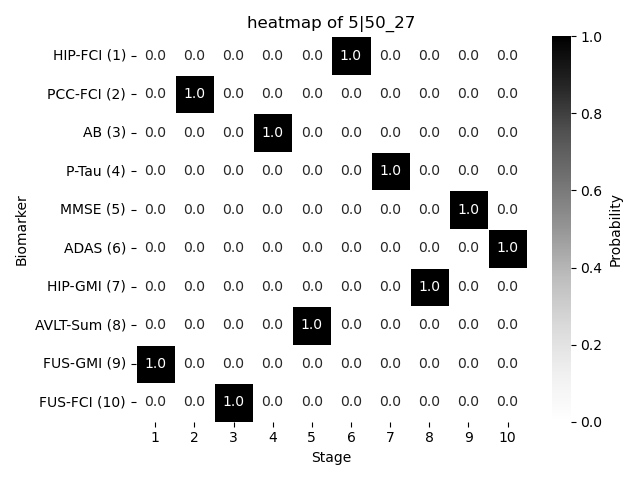 heatmap of 5|50_27
HIP-FCI (1) 0.0 0.0 0.0 0.0 0.0 1.0 0.0 0.0 0.0 0.0
PCC-FCI (2) 0.0 1.0 0.0 0.0 0.0 0.0 0.0 0.0 0.0 0.0
AB (3) 0.0 0.0 0.0 1.0 0.0 0.0 0.0 0.0 0.0 0.0
P-Tau (4) 0.0 0.0 0.0 0.0 0.0 0.0 1.0 0.0 0.0 0.0
MMSE (5) 0.0 0.0 0.0 0.0 0.0 0.0 0.0 0.0 1.0 0.0
ADAS (6) 0.0 0.0 0.0 0.0 0.0 0.0 0.0 0.0 0.0 1.0
HIP-GMI (7) 0.0 0.0 0.0 0.0 0.0 0.0 0.0 1.0 0.0 0.0
AVLT-Sum (8) 0.0 0.0 0.0 0.0 1.0 0.0 0.0 0.0 0.0 0.0
FUS-GMI (9) 1.0 0.0 0.0 0.0 0.0 0.0 0.0 0.0 0.0 0.0
FUS-FCI (10) 0.0 0.0 1.0 0.0 0.0 0.0 0.0 0.0 0.0 0.0
1 2 3 4 5 6 7 8 9 10
Stage
Biomarker
1.0
0.8
0.6
0.4
0.2
0.0
Probability